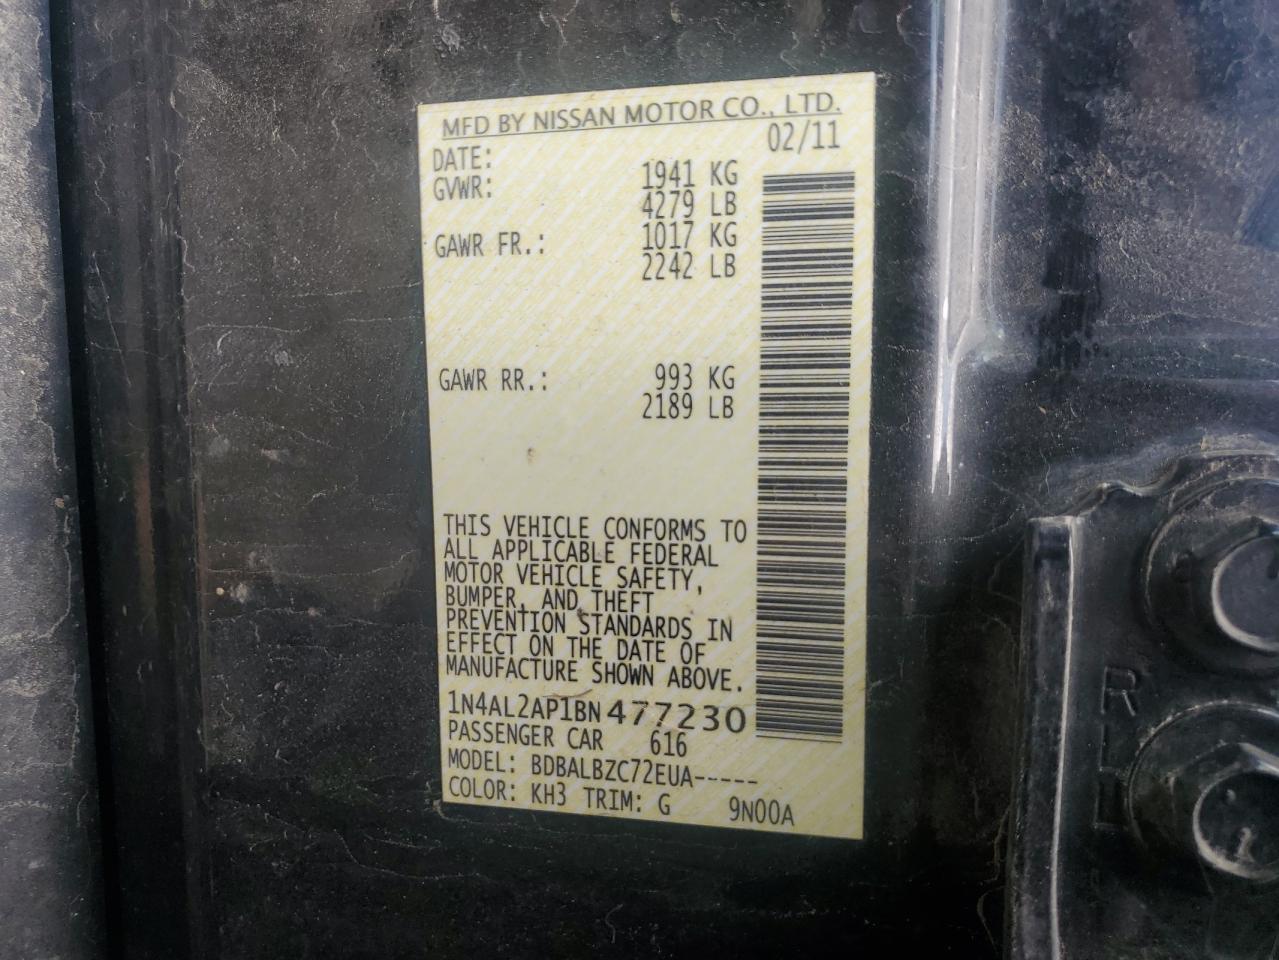 MFD BY NISSAN MOTOR CO., LTD.
DATE: 02/11
GVWR: 1941 KG
4279 LB
GAWR FR.: 1017 KG
2242 LB
GAWR RR.: 993 KG
2189 LB
THIS VEHICLE CONFORMS TO
ALL APPLICABLE FEDERAL
MOTOR VEHICLE SAFETY,
BUMPER, AND THEFT
PREVENTION STANDARDS IN
EFFECT ON THE DATE OF
MANUFACTURE SHOWN ABOVE.
1N4AL2AP1BN477230
PASSENGER CAR 616
MODEL: BDBALBZC72EUA-----
COLOR: KH3 TRIM: G 9N00A
R